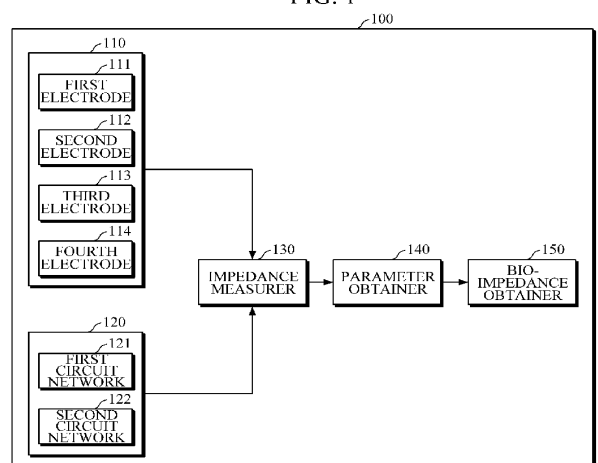 FIG. 1
100
110
111
FIRST
ELECTRODE
112
SECOND
ELECTRODE
113
THIRD
ELECTRODE
114
FOURTH
ELECTRODE
130
IMPEDANCE
MEASURER
140
PARAMETER
OBTAINER
150
BIO-
IMPEDANCE
OBTAINER
120
121
FIRST
CIRCUIT
NETWORK
122
SECOND
CIRCUIT
NETWORK